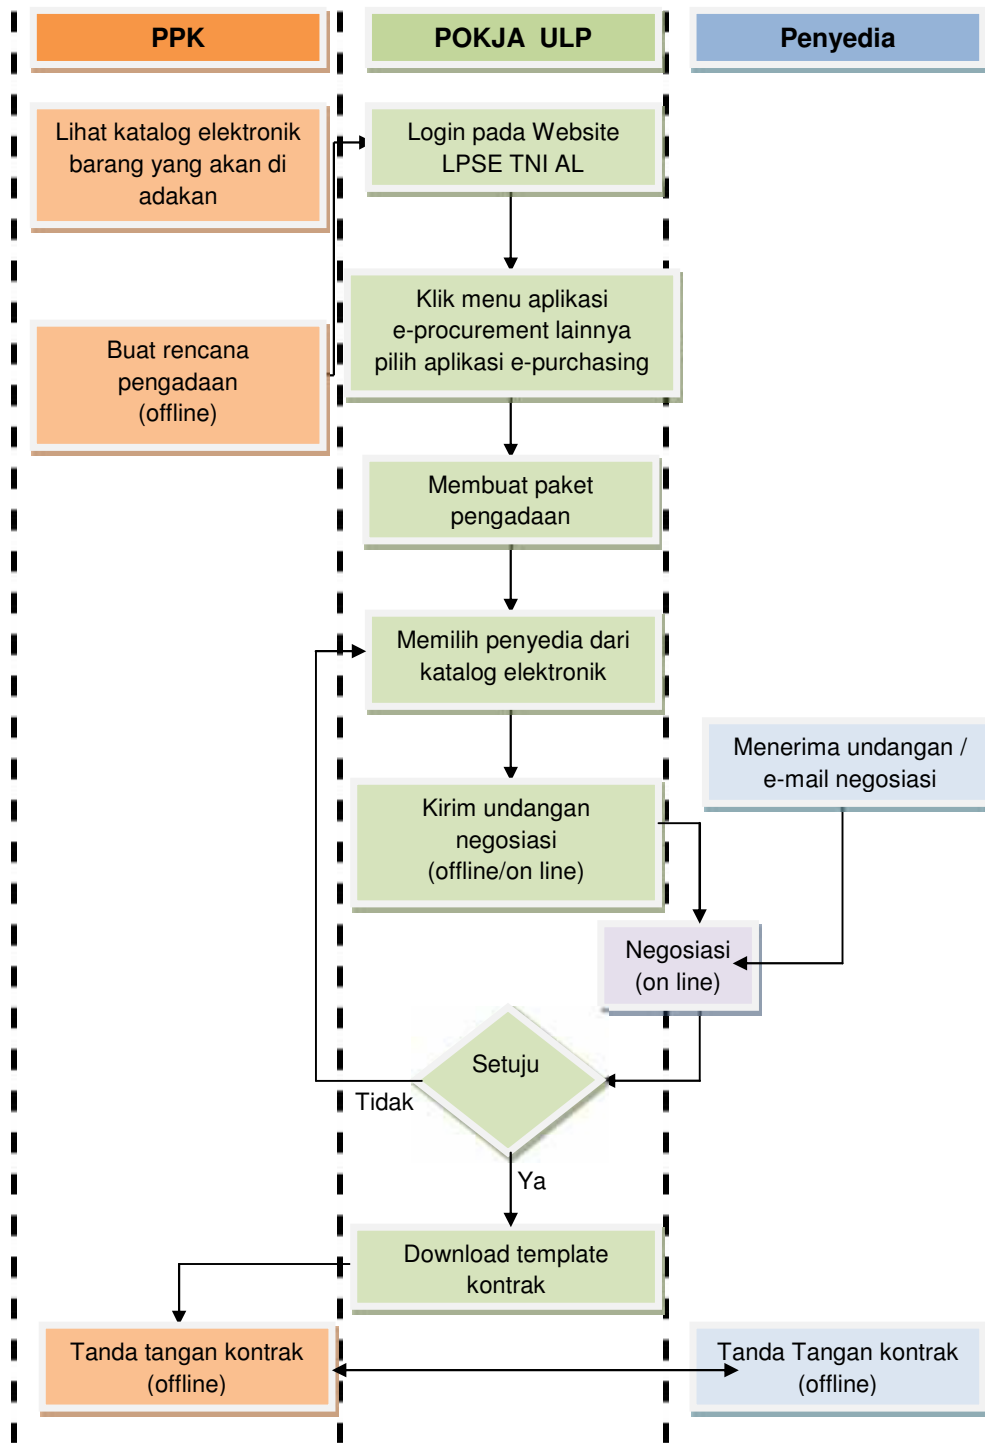 PPK
POKJA  ULP
Penyedia
Lihat katalog elektronik
barang yang akan di
adakan
Login pada Website
LPSE TNI AL
Klik menu aplikasi
e-procurement lainnya
pilih aplikasi e-purchasing
Buat rencana
pengadaan
(offline)
Membuat paket
pengadaan
Memilih penyedia dari
katalog elektronik
Menerima undangan /
e-mail negosiasi
Kirim undangan
negosiasi
(offline/on line)
Negosiasi
(on line)
Setuju
Tidak
Ya
Download template
kontrak
Tanda tangan kontrak
(offline)
Tanda Tangan kontrak
(offline)